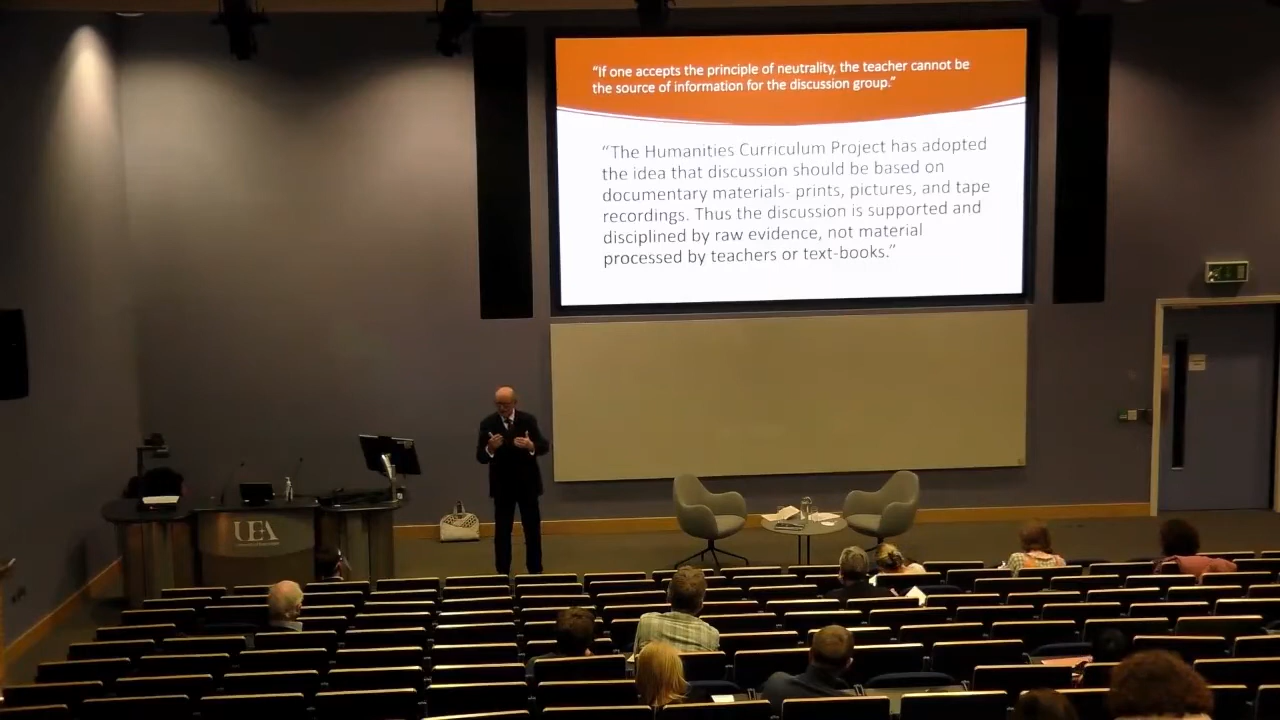 “If one accepts the principle of neutrality, the teacher cannot be
the source of information for the discussion group.”
“The Humanities Curriculum Project has adopted
the idea that discussion should be based on
documentary materials- prints, pictures, and tape
recordings. Thus the discussion is supported and
disciplined by raw evidence, not material
processed by teachers or text-books.”
UEA